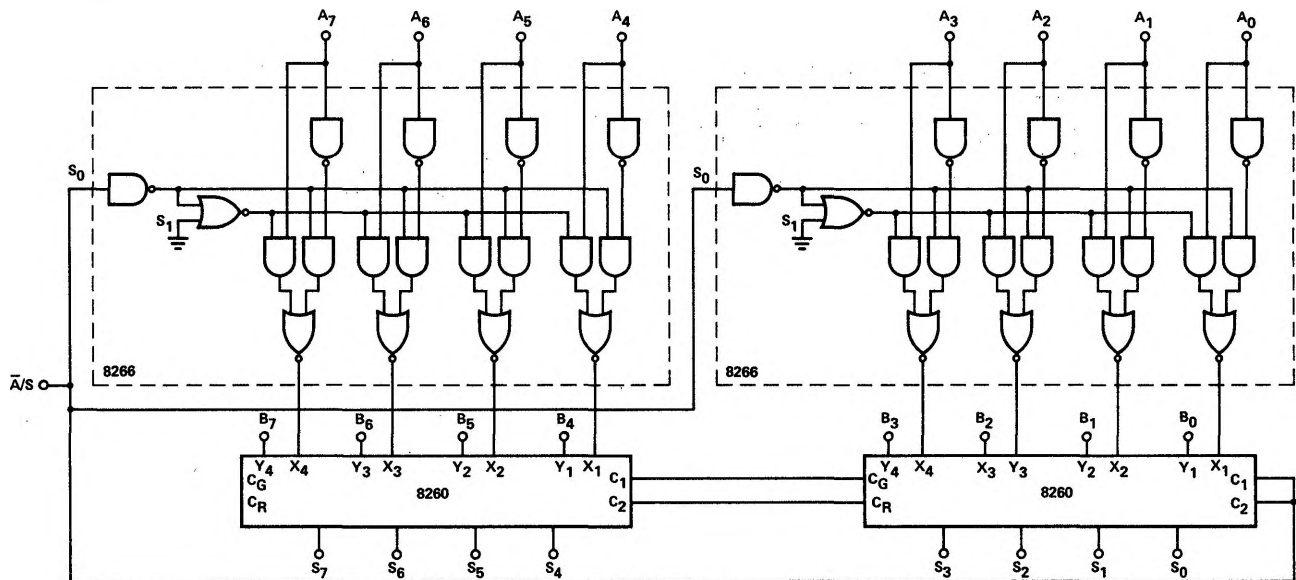 A7 A6 A5 A4 A3 A2 A1 A0
S0 S0
S1 S1
8266 8266
A̅/S
B7 B6 B5 B4 B3 B2 B1 B0
Y4 X4 Y3 X3 Y2 X2 Y1 X1 Y4 X4 X3 Y3 Y2 X2 Y1 X1
CG 8260 C1 CG 8260 C1
CR C2 CR C2
S7 S6 S5 S4 S3 S2 S1 S0